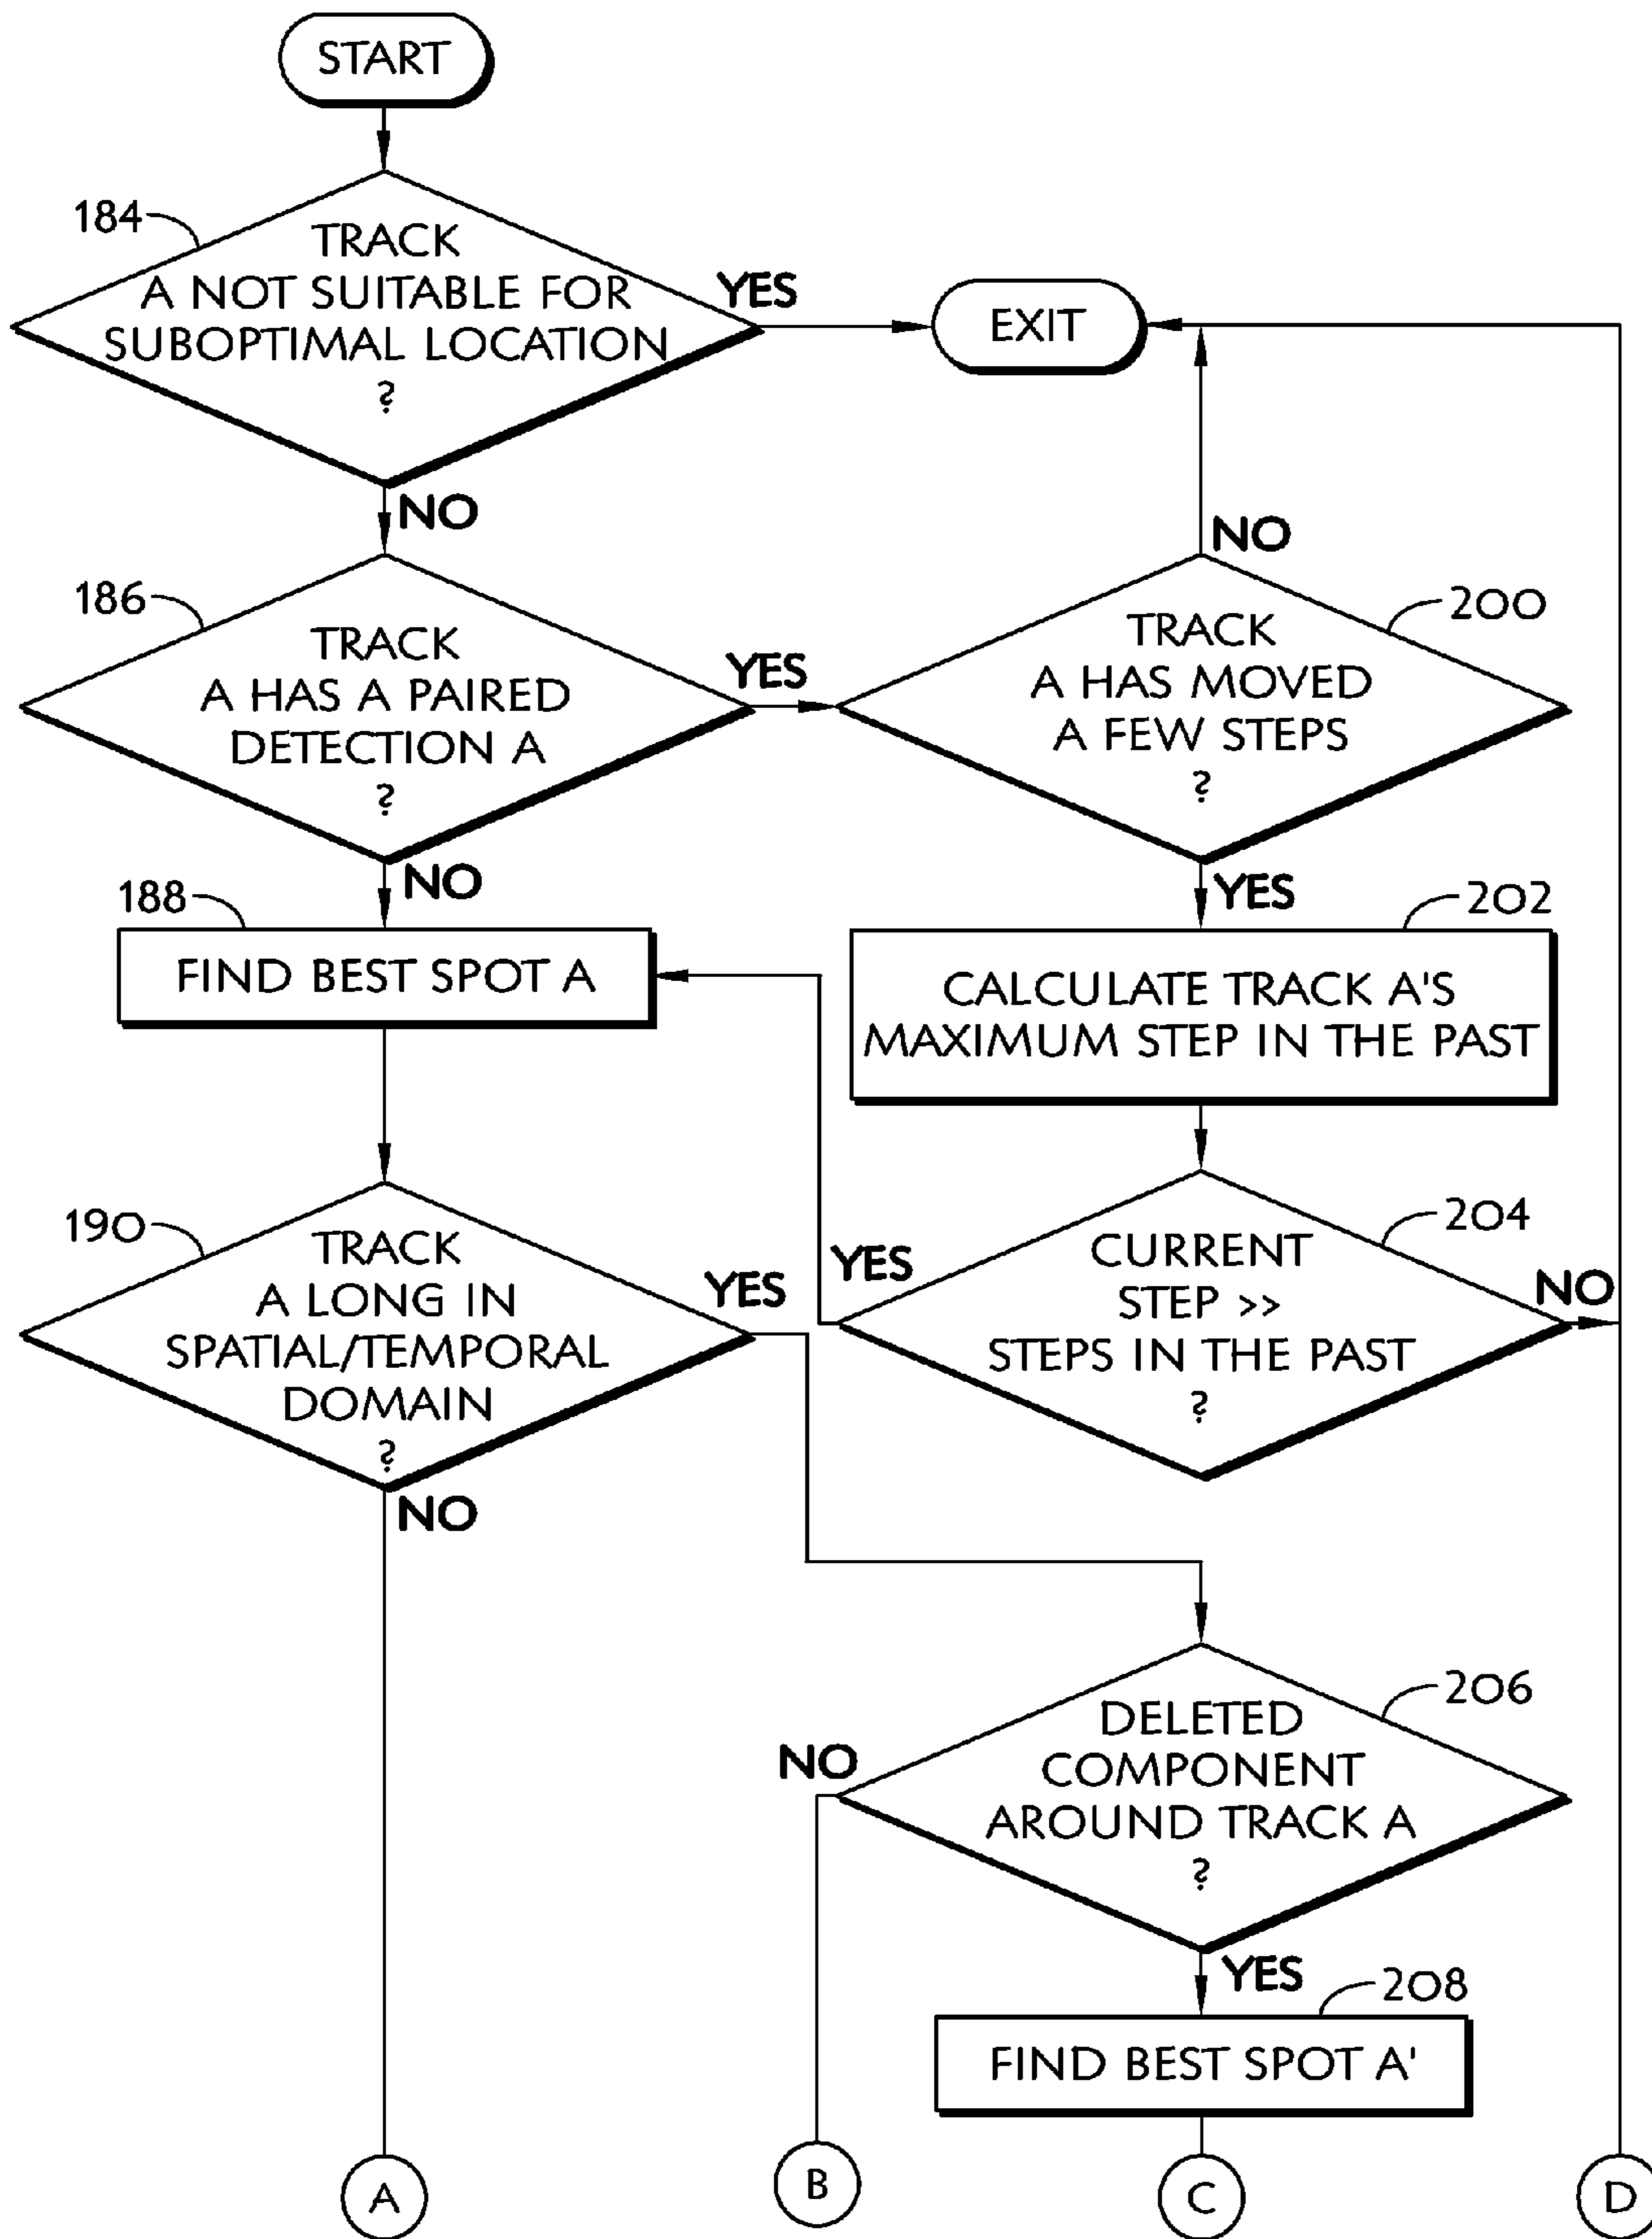 START
184
TRACK
A NOT SUITABLE FOR
SUBOPTIMAL LOCATION
?
YES
EXIT
NO
186
TRACK
A HAS A PAIRED
DETECTION A
?
YES
NO
200
TRACK
A HAS MOVED
A FEW STEPS
?
NO
188
FIND BEST SPOT A
YES
202
CALCULATE TRACK A'S
MAXIMUM STEP IN THE PAST
190
TRACK
A LONG IN
SPATIAL/TEMPORAL
DOMAIN
?
YES
YES
204
CURRENT
STEP >>
STEPS IN THE PAST
?
NO
NO
206
DELETED
COMPONENT
AROUND TRACK A
?
NO
YES
208
FIND BEST SPOT A'
A
B
C
D